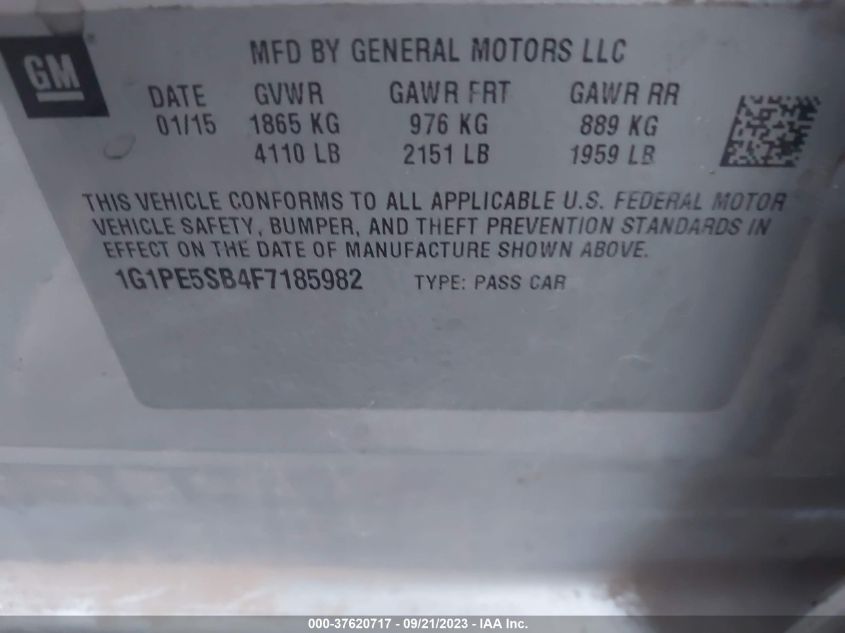 GM
MFD BY GENERAL MOTORS LLC
DATE GVWR GAWR FRT GAWR RR
01/15 1865 KG 976 KG 889 KG
4110 LB 2151 LB 1959 LB
THIS VEHICLE CONFORMS TO ALL APPLICABLE U.S. FEDERAL MOTOR
VEHICLE SAFETY, BUMPER, AND THEFT PREVENTION STANDARDS IN
EFFECT ON THE DATE OF MANUFACTURE SHOWN ABOVE.
1G1PE5SB4F7185982 TYPE: PASS CAR
000-37620717 - 09/21/2023 - IAA Inc.